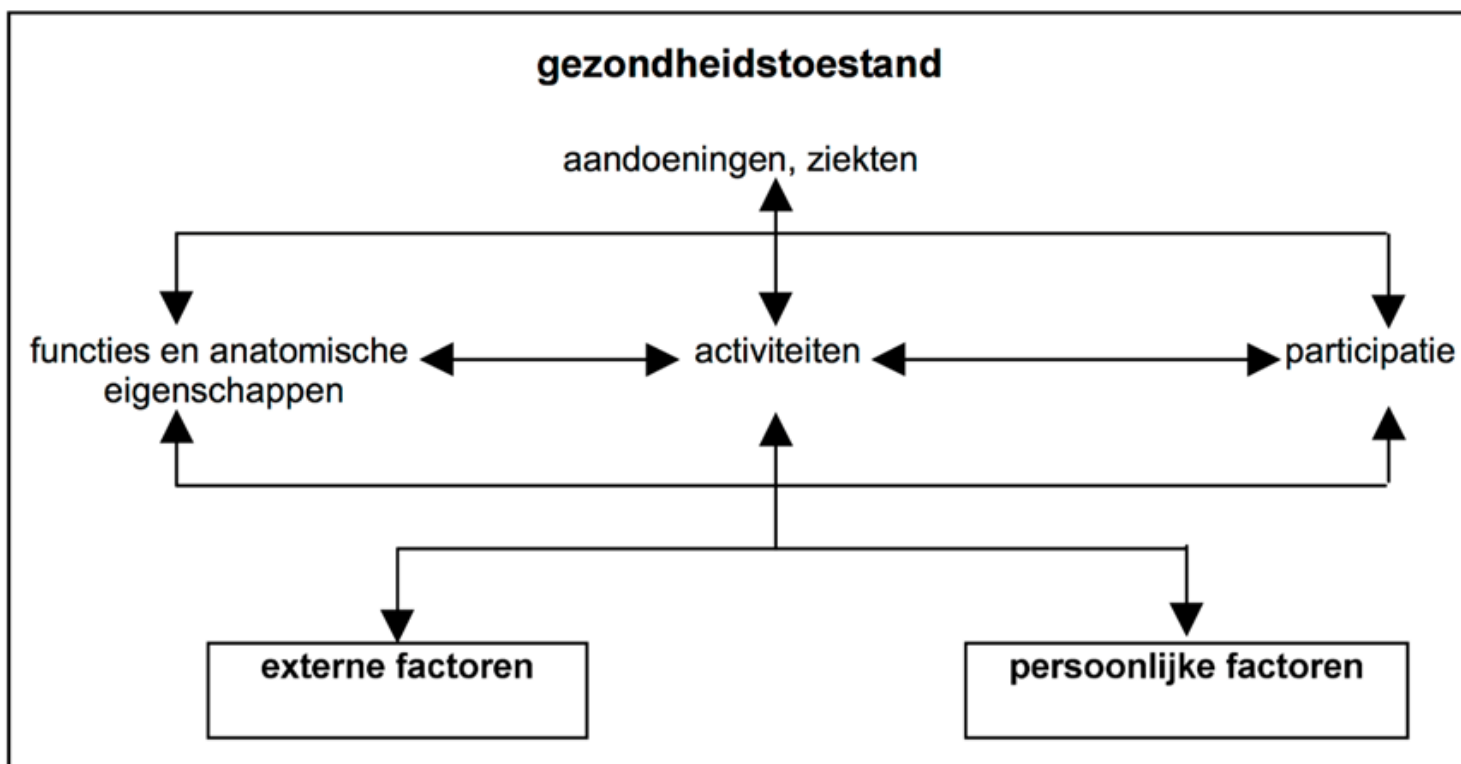 gezondheidstoestand
aandoeningen, ziekten
functies en anatomische
eigenschappen
activiteiten
participatie
externe factoren
persoonlijke factoren